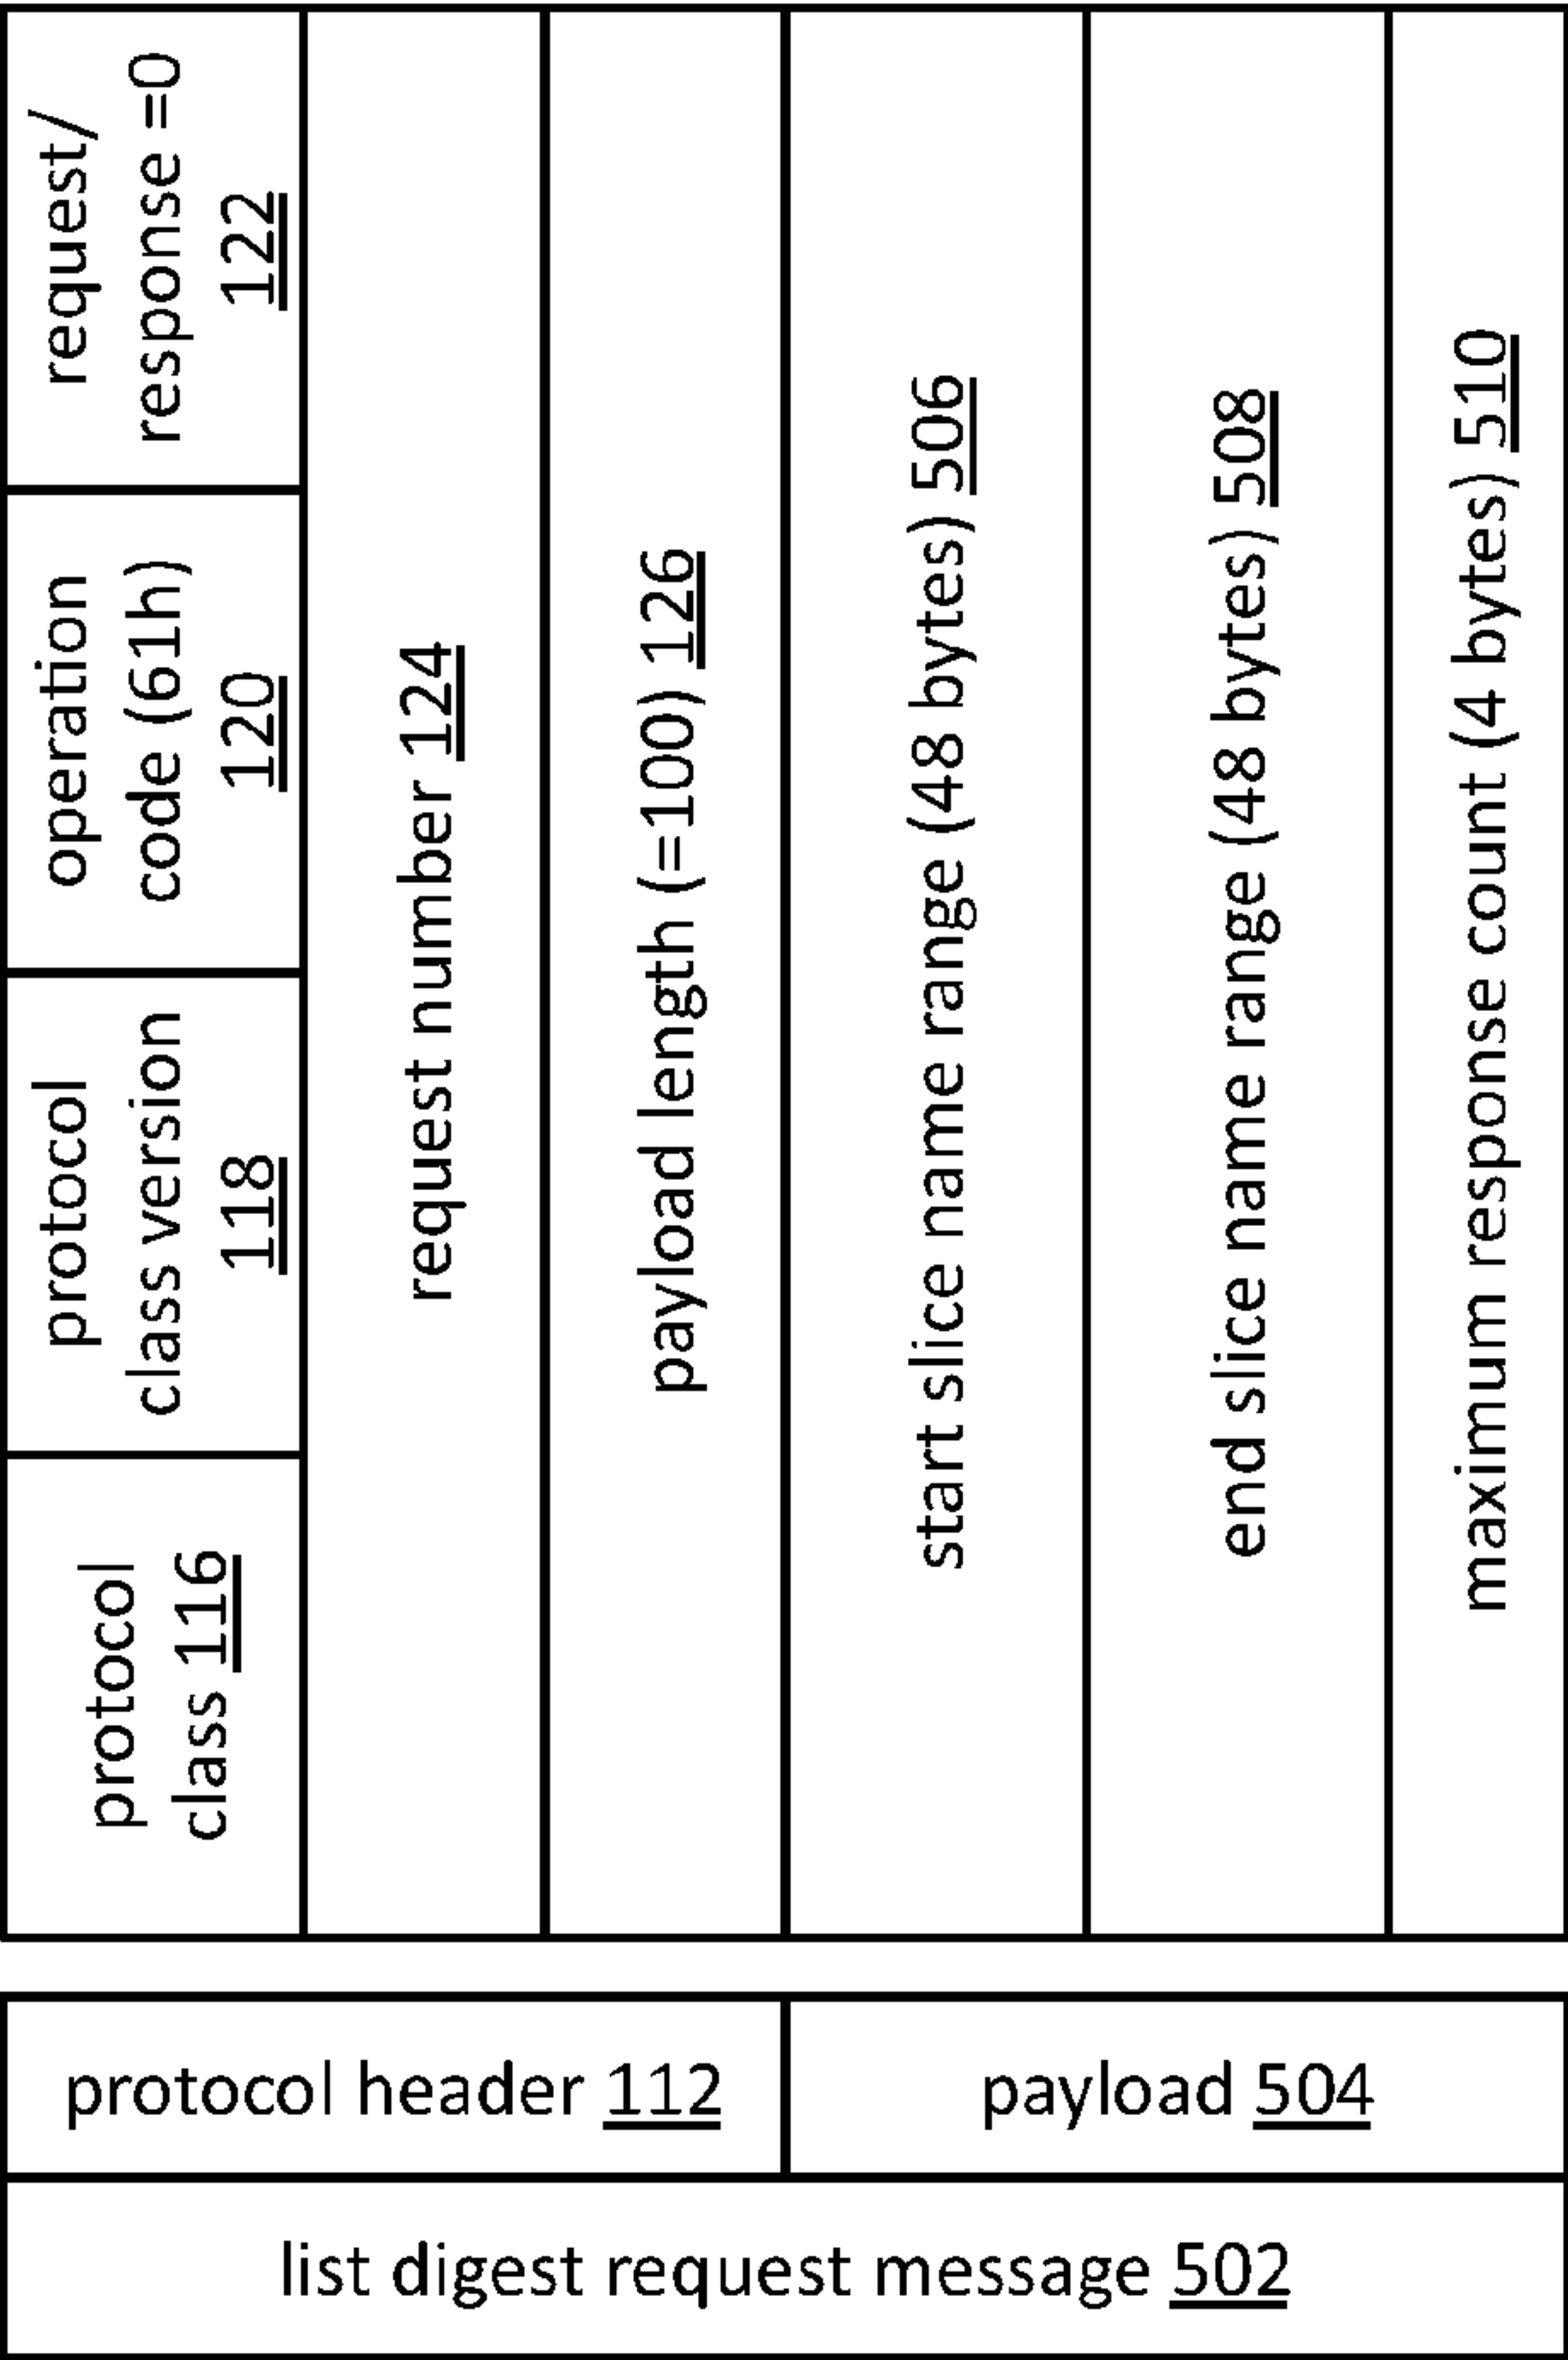 list digest request message 502
protocol header 112
payload 504
protocol
class 116
protocol
class version
118
operation
code (61h)
120
request/
response =0
122
request number 124
payload length (=100) 126
start slice name range (48 bytes) 506
end slice name range (48 bytes) 508
maximum response count (4 bytes) 510